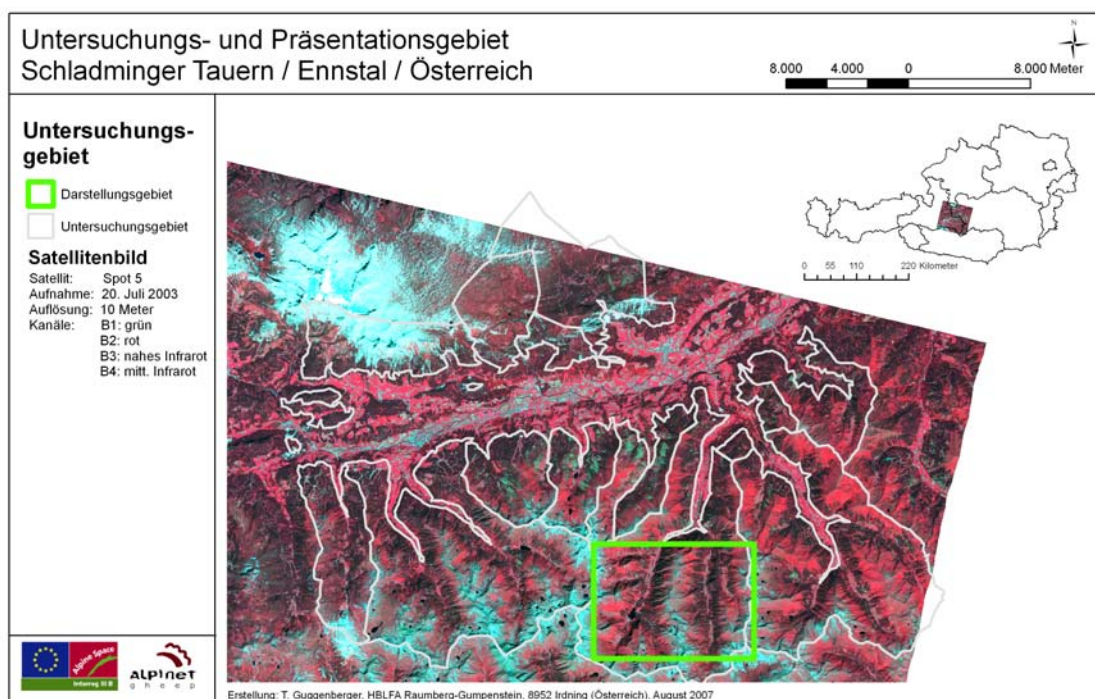 Untersuchungs- und Präsentationsgebiet
Schladminger Tauern / Ennstal / Österreich
N
8.000 4.000 0 8.000 Meter
Untersuchungs-
gebiet
Darstellungsgebiet
Untersuchungsgebiet
Satellitenbild
Satellit: Spot 5
Aufnahme: 20. Juli 2003
Auflösung: 10 Meter
Kanäle: B1: grün
B2: rot
B3: nahes Infrarot
B4: mitt. Infrarot
0 55 110 220 Kilometer
Alpine Space
Interreg III B
ALPINET
gheep
Erstellung: T. Guggenberger, HBLFA Raumberg-Gumpenstein, 8952 Irdning (Österreich), August 2007